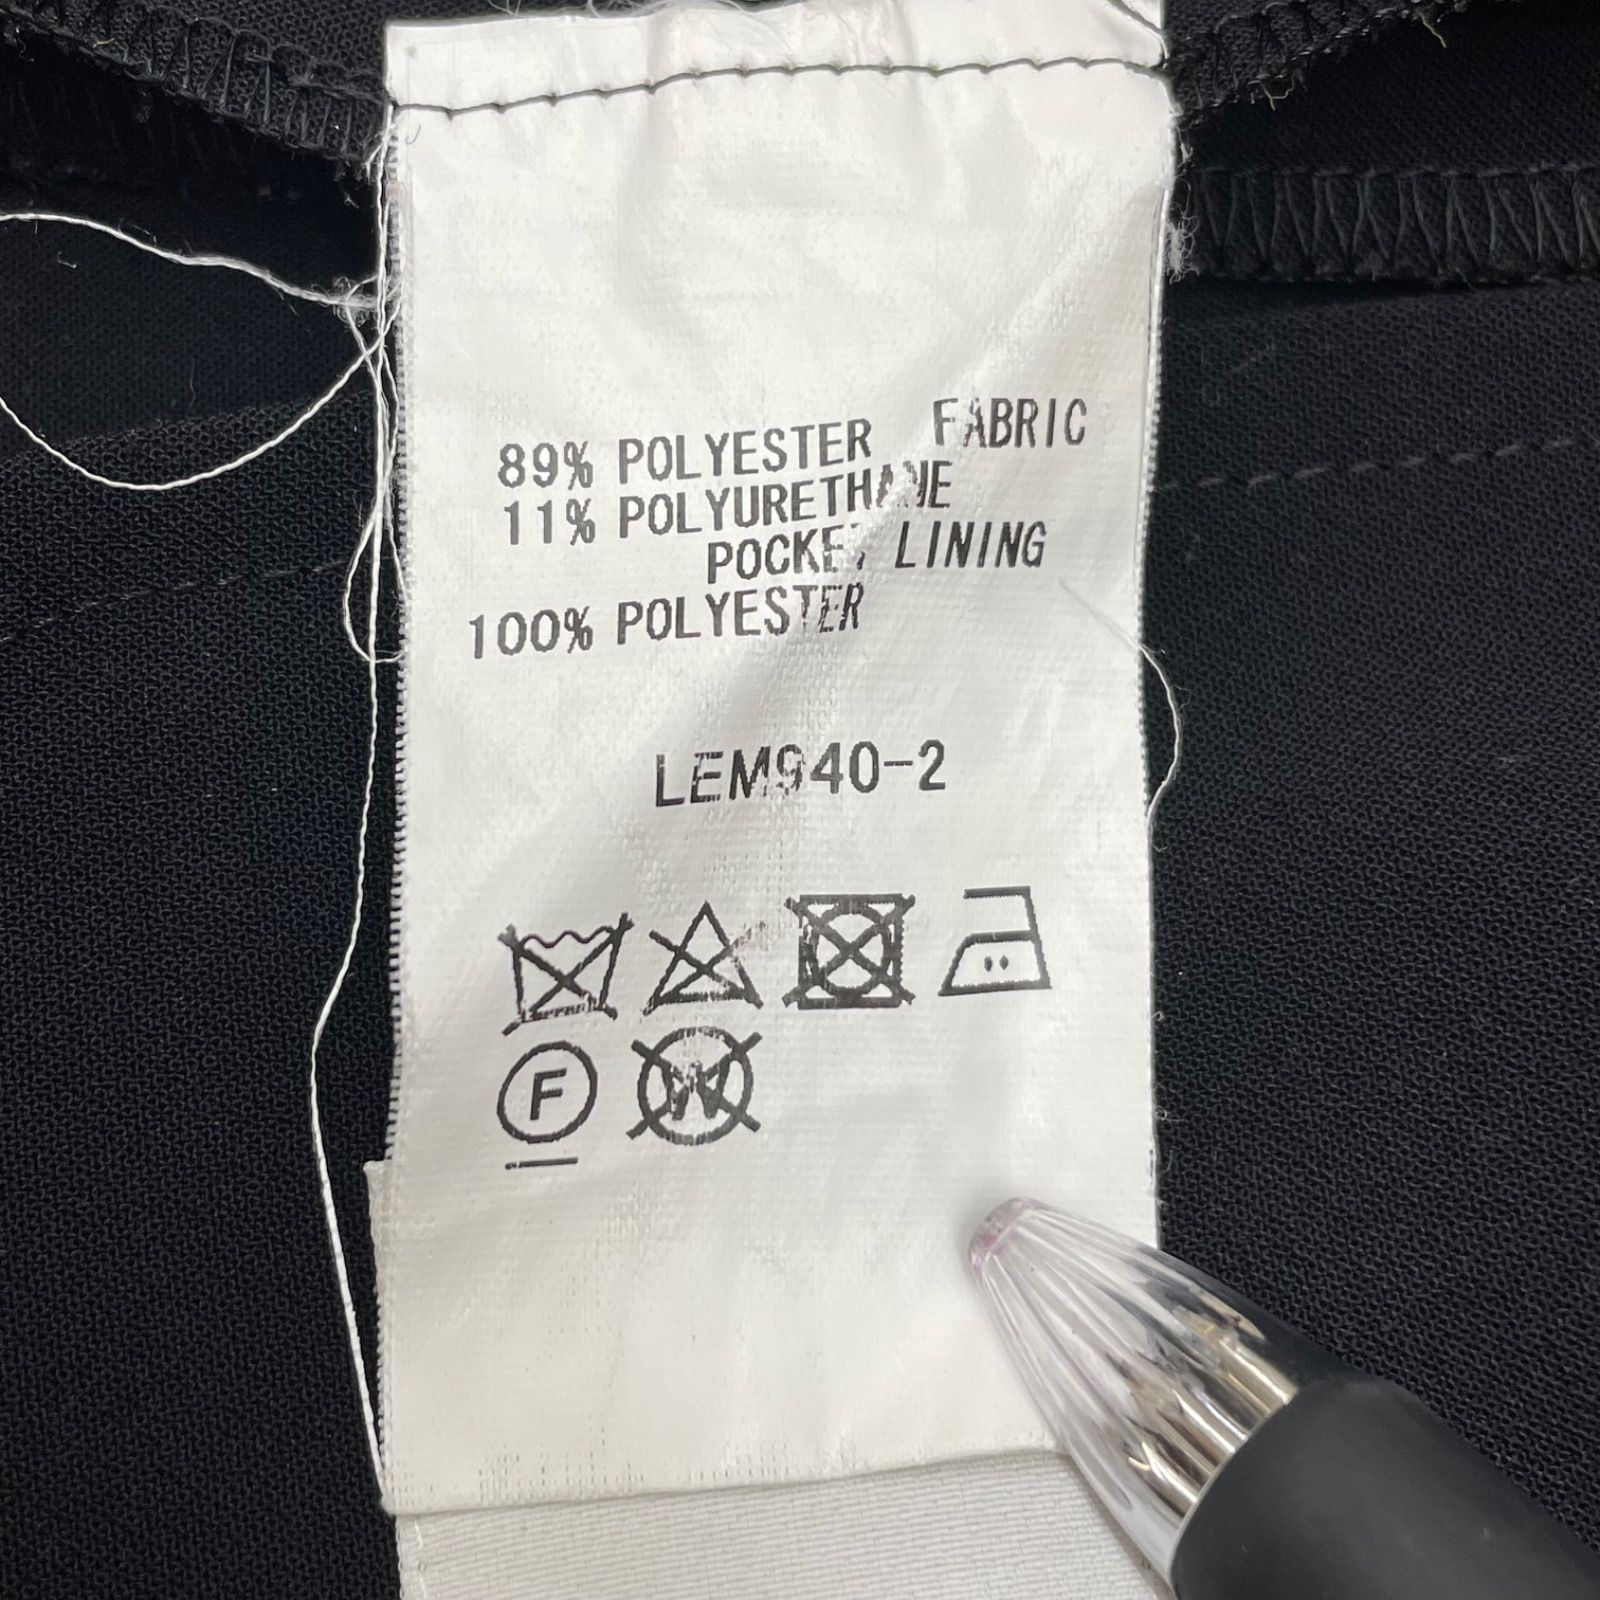 89% POLYESTER FABRIC
11% POLYURETHANE
POCKET LINING
100% POLYESTER
LEM940-2
F
W